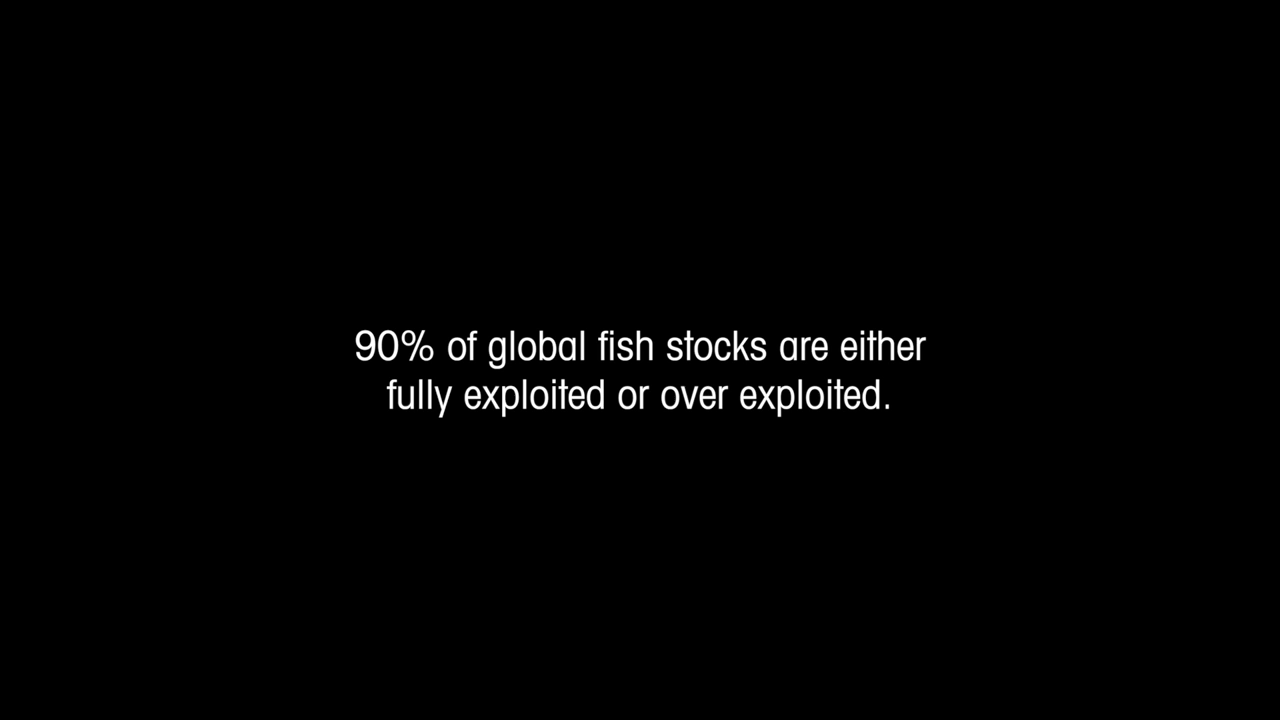 90% of global fish stocks are either
fully exploited or over exploited.